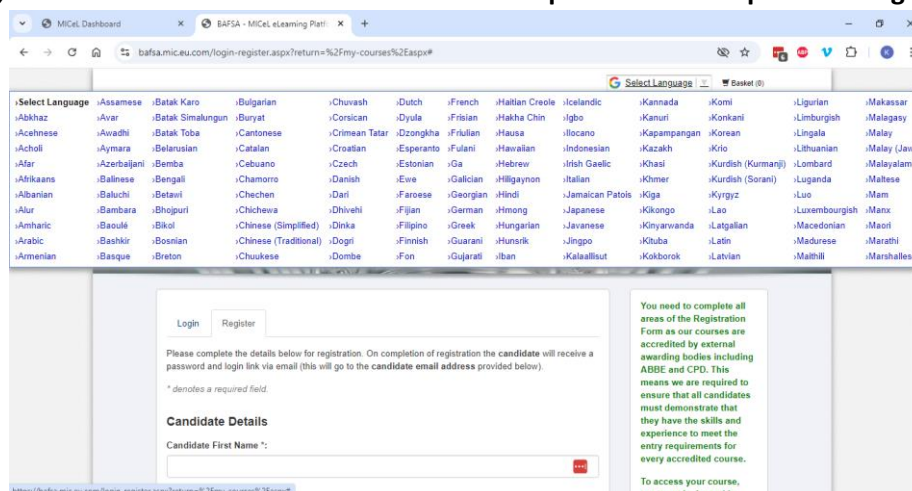 MICeL Dashboard
BAFSA - MICeL eLearning Platf
bafsa.mic.eu.com/login-register.aspx?return=%2Fmy-courses%2Easpx#
Select Language
Basket (0)
›Select Language ›Assamese ›Batak Karo ›Bulgarian ›Chuvash ›Dutch ›French ›Haitian Creole ›Icelandic ›Kannada ›Komi ›Ligurian ›Makassar
›Abkhaz ›Avar ›Batak Simalungun ›Buryat ›Corsican ›Dyula ›Frisian ›Hakha Chin ›Igbo ›Kanuri ›Konkani ›Limburgish ›Malagasy
›Acehnese ›Awadhi ›Batak Toba ›Cantonese ›Crimean Tatar ›Dzongkha ›Friulian ›Hausa ›Ilocano ›Kapampangan ›Korean ›Lingala ›Malay
›Acholi ›Aymara ›Belarusian ›Catalan ›Croatian ›Esperanto ›Fulani ›Hawaiian ›Indonesian ›Kazakh ›Krio ›Lithuanian ›Malay (Jaw
›Afar ›Azerbaijani ›Bemba ›Cebuano ›Czech ›Estonian ›Ga ›Hebrew ›Irish Gaelic ›Khasi ›Kurdish (Kurmanji) ›Lombard ›Malayalam
›Afrikaans ›Balinese ›Bengali ›Chamorro ›Danish ›Ewe ›Galician ›Hiligaynon ›Italian ›Khmer ›Kurdish (Sorani) ›Luganda ›Maltese
›Albanian ›Baluchi ›Betawi ›Chechen ›Dari ›Faroese ›Georgian ›Hindi ›Jamaican Patois ›Kiga ›Kyrgyz ›Luo ›Mam
›Alur ›Bambara ›Bhojpuri ›Chichewa ›Dhivehi ›Fijian ›German ›Hmong ›Japanese ›Kikongo ›Lao ›Luxembourgish ›Manx
›Amharic ›Baoulé ›Bikol ›Chinese (Simplified) ›Dinka ›Filipino ›Greek ›Hungarian ›Javanese ›Kinyarwanda ›Latgalian ›Macedonian ›Maori
›Arabic ›Bashkir ›Bosnian ›Chinese (Traditional) ›Dogri ›Finnish ›Guarani ›Hunsrik ›Jingpo ›Kituba ›Latin ›Madurese ›Marathi
›Armenian ›Basque ›Breton ›Chuukese ›Dombe ›Fon ›Gujarati ›Iban ›Kalaallisut ›Kokborok ›Latvian ›Maithili ›Marshalles
Login Register
Please complete the details below for registration. On completion of registration the candidate will receive a
password and login link via email (this will go to the candidate email address provided below).
* denotes a required field.
Candidate Details
Candidate First Name *:
You need to complete all
areas of the Registration
Form as our courses are
accredited by external
awarding bodies including
ABBE and CPD. This
means we are required to
ensure that all candidates
must demonstrate that
they have the skills and
experience to meet the
entry requirements for
every accredited course.
To access your course,